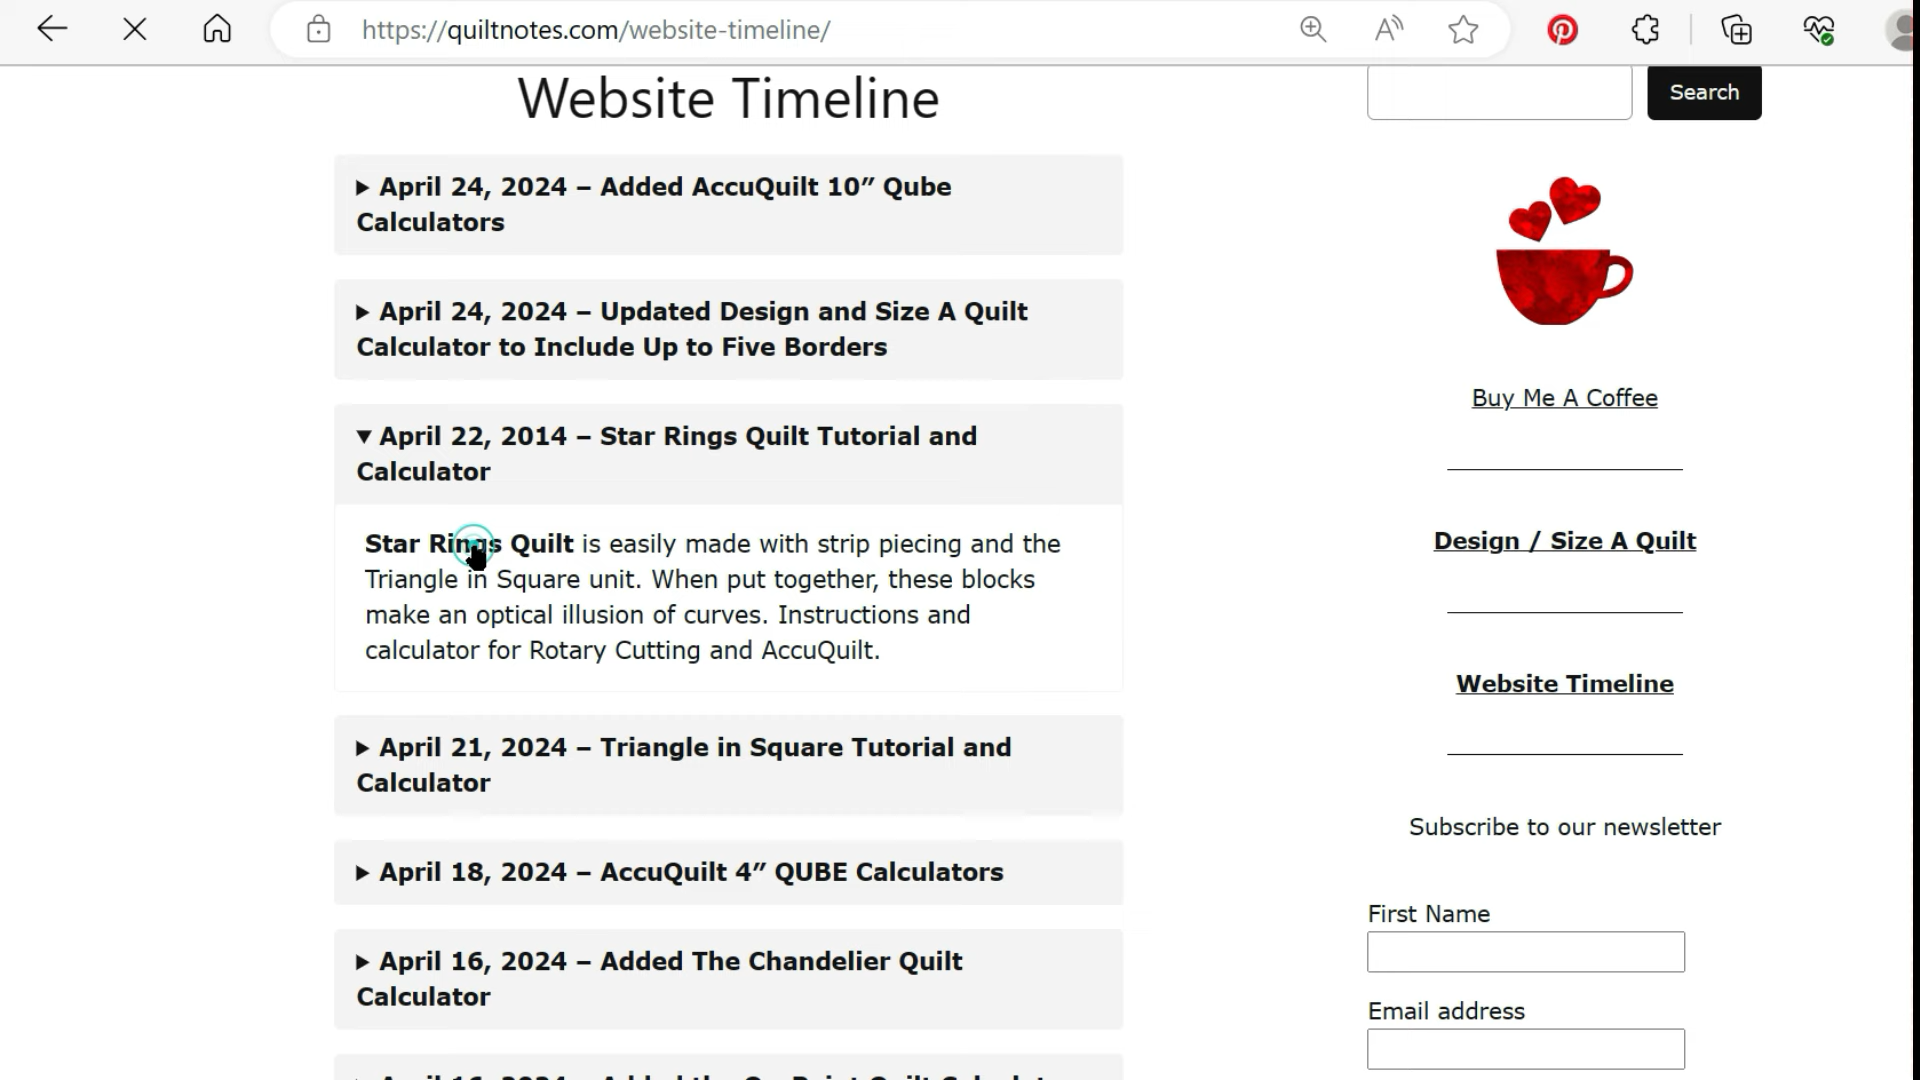 https://quiltnotes.com/website-timeline/
Website Timeline
Search
▶ April 24, 2024 – Added AccuQuilt 10″ Qube
Calculators
▶ April 24, 2024 – Updated Design and Size A Quilt
Calculator to Include Up to Five Borders
▼ April 22, 2014 – Star Rings Quilt Tutorial and
Calculator
Star Rings Quilt is easily made with strip piecing and the
Triangle in Square unit. When put together, these blocks
make an optical illusion of curves. Instructions and
calculator for Rotary Cutting and AccuQuilt.
▶ April 21, 2024 – Triangle in Square Tutorial and
Calculator
▶ April 18, 2024 – AccuQuilt 4″ QUBE Calculators
▶ April 16, 2024 – Added The Chandelier Quilt
Calculator
Buy Me A Coffee
Design / Size A Quilt
Website Timeline
Subscribe to our newsletter
First Name
Email address